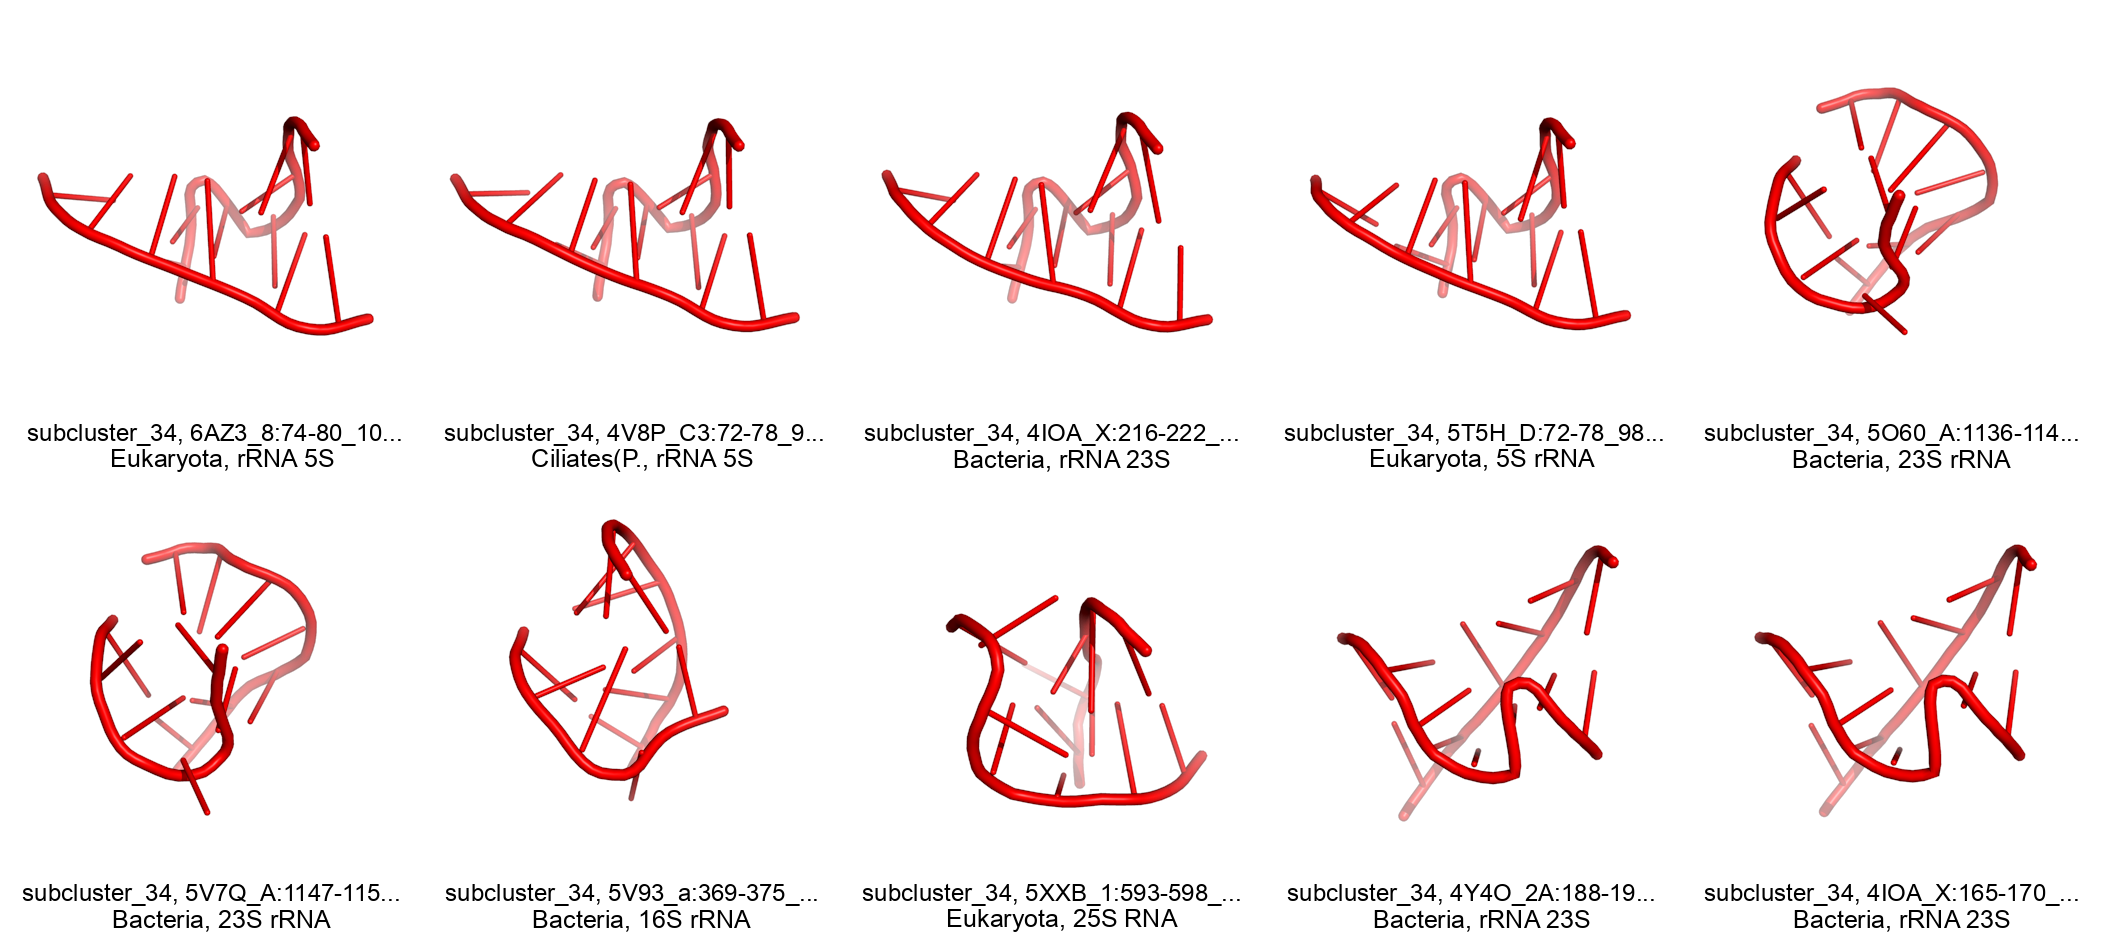 subcluster_34, 6AZ3_8:74-80_10...
Eukaryota, rRNA 5S
subcluster_34, 4V8P_C3:72-78_9...
Ciliates(P., rRNA 5S
subcluster_34, 4IOA_X:216-222_...
Bacteria, rRNA 23S
subcluster_34, 5T5H_D:72-78_98...
Eukaryota, 5S rRNA
subcluster_34, 5O60_A:1136-114...
Bacteria, 23S rRNA
subcluster_34, 5V7Q_A:1147-115...
Bacteria, 23S rRNA
subcluster_34, 5V93_a:369-375_...
Bacteria, 16S rRNA
subcluster_34, 5XXB_1:593-598_...
Eukaryota, 25S RNA
subcluster_34, 4Y4O_2A:188-19...
Bacteria, rRNA 23S
subcluster_34, 4IOA_X:165-170_...
Bacteria, rRNA 23S